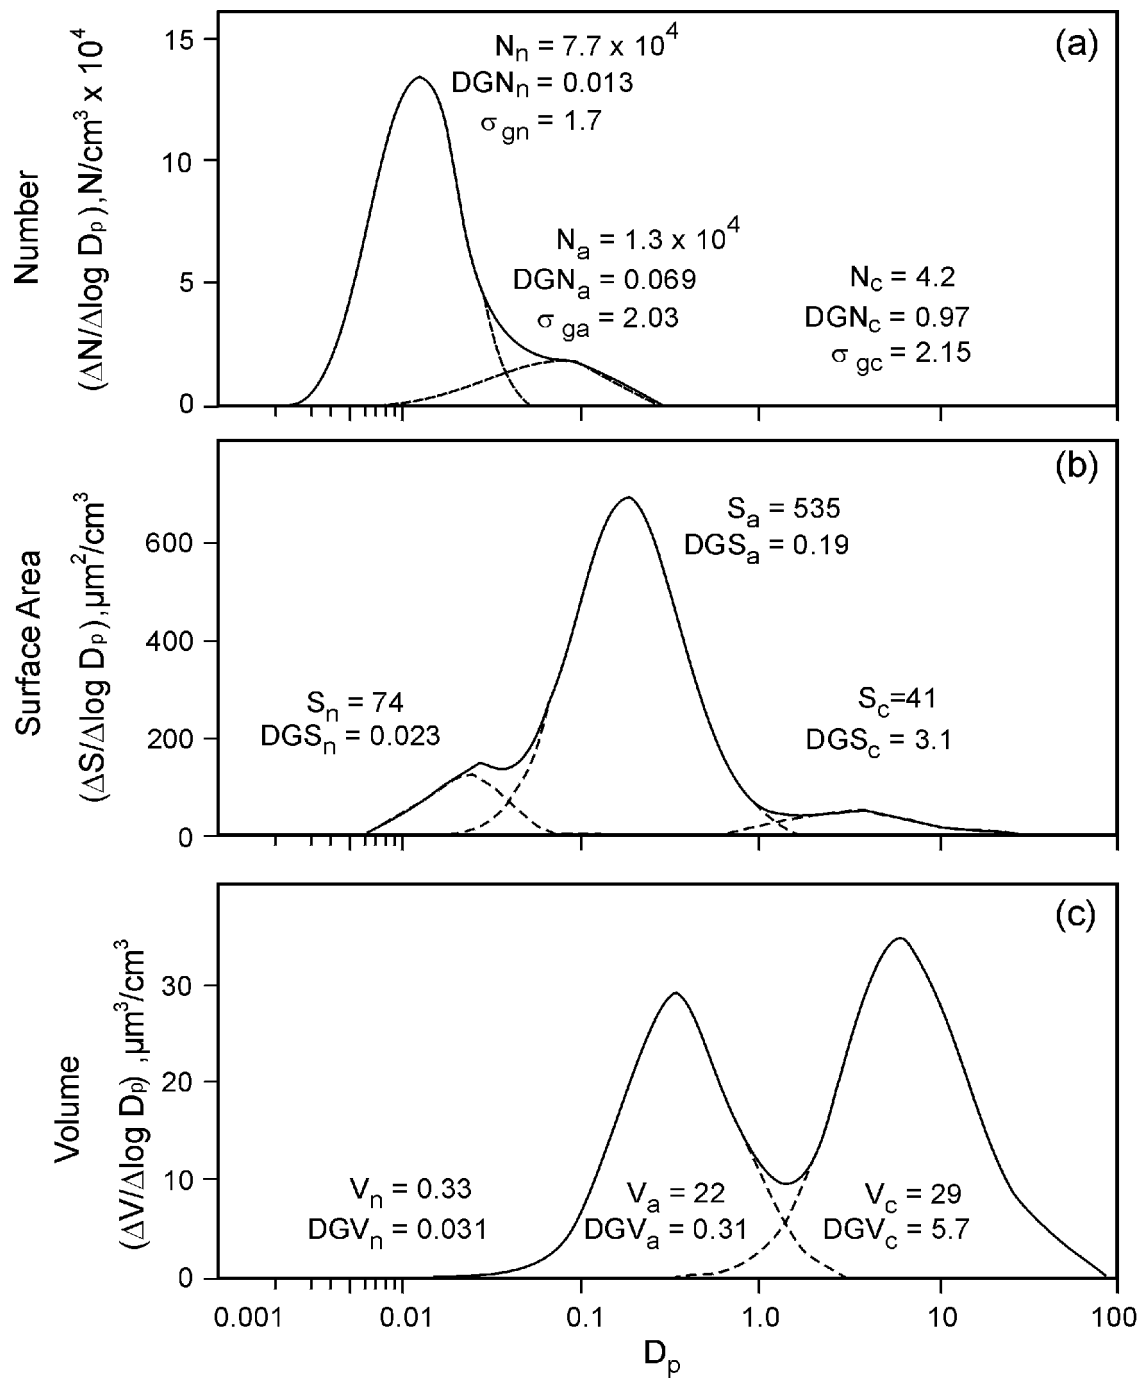 (a)
Number
(ΔN/Δlog Dp),N/cm³ x 10⁴
15
10
5
0
Nn = 7.7 x 10⁴
DGNn = 0.013
σgn = 1.7
Na = 1.3 x 10⁴
DGNa = 0.069
σga = 2.03
Nc = 4.2
DGNc = 0.97
σgc = 2.15
(b)
Surface Area
(ΔS/Δlog Dp),μm²/cm³
600
400
200
0
Sn = 74
DGSn = 0.023
Sa = 535
DGSa = 0.19
Sc=41
DGSc = 3.1
(c)
Volume
(ΔV/Δlog Dp) ,μm³/cm³
30
20
10
0
Vn = 0.33
DGVn = 0.031
Va = 22
DGVa = 0.31
Vc = 29
DGVc = 5.7
0.001 0.01 0.1 1.0 10 100
Dp